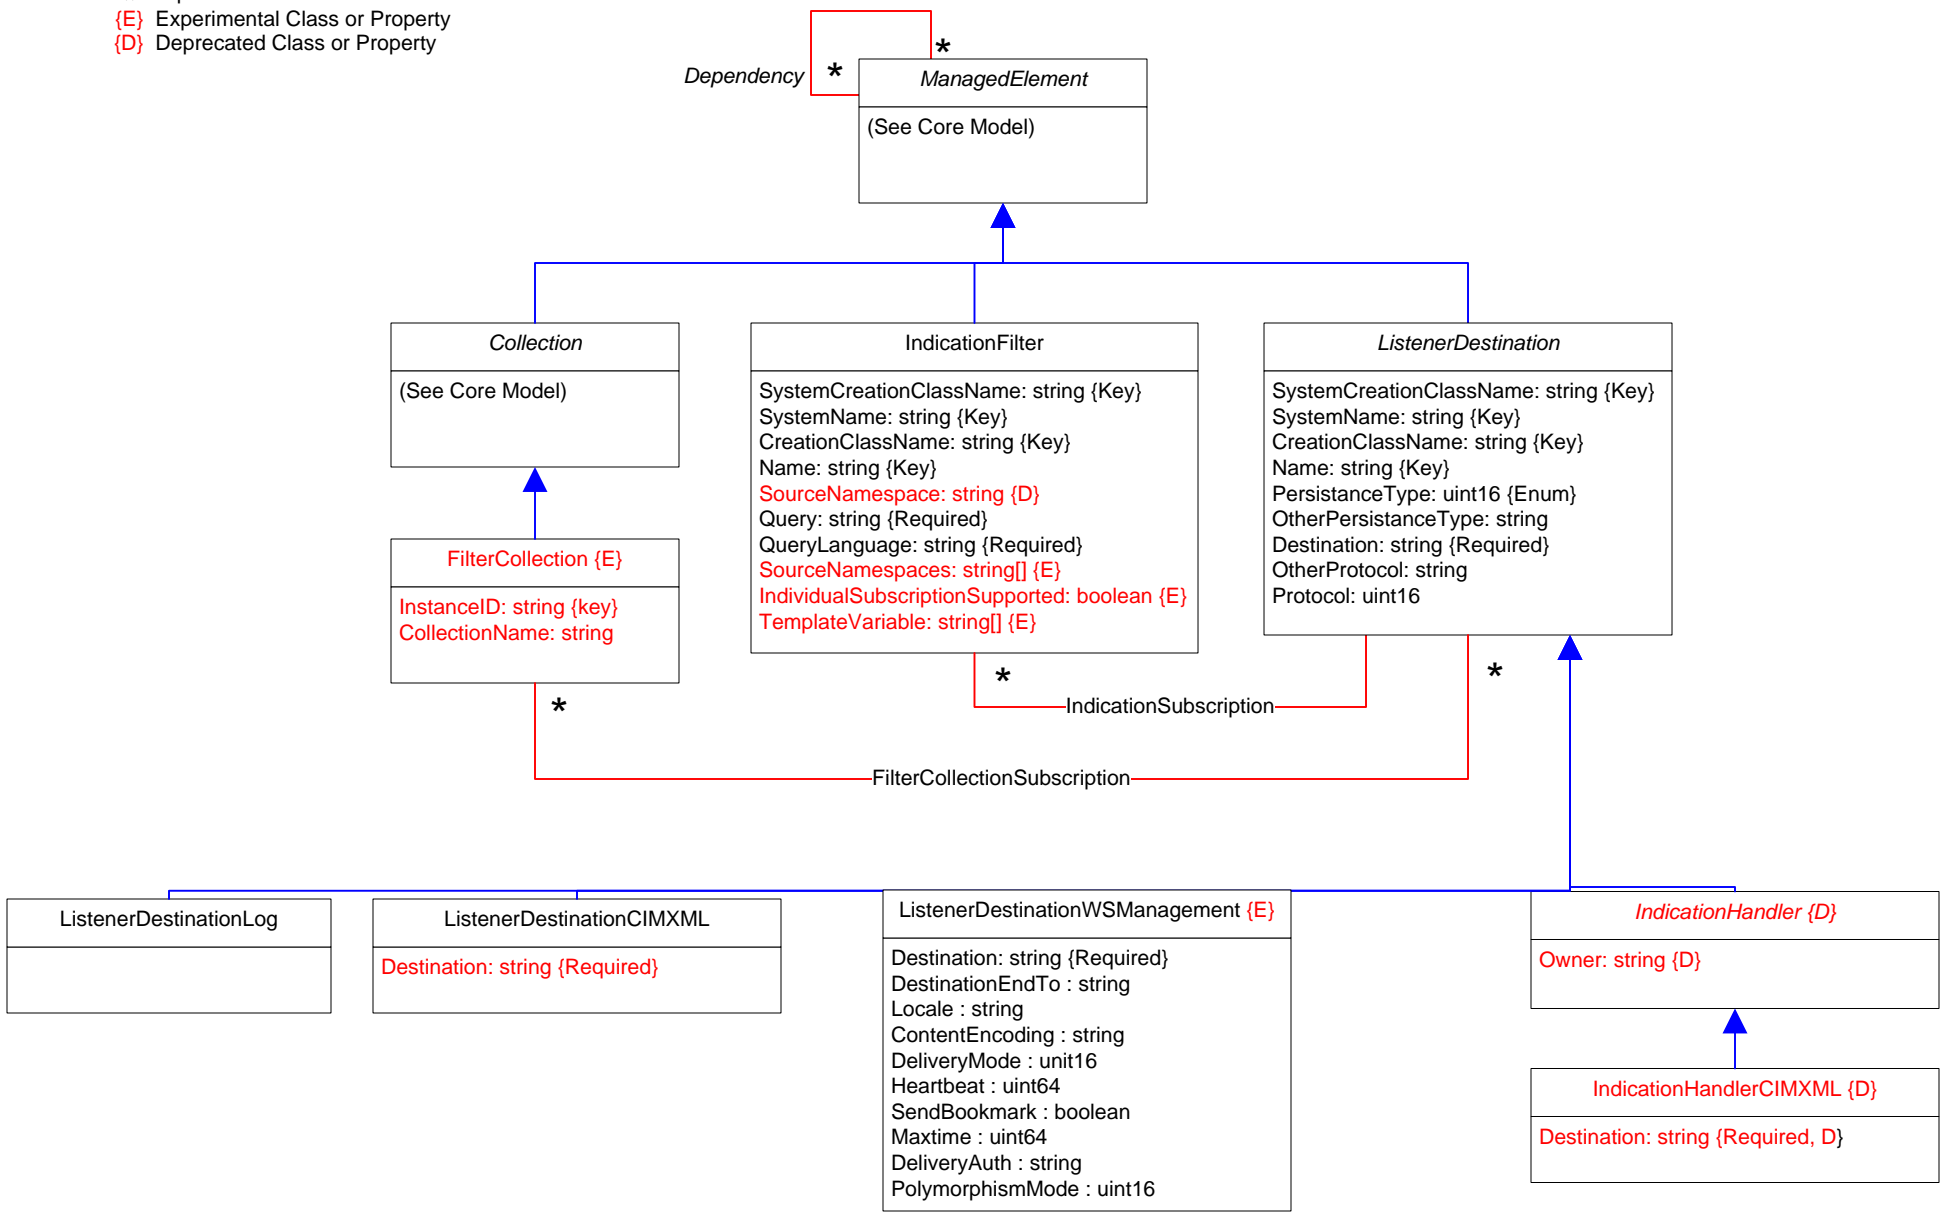 {E} Experimental Class or Property
{D} Deprecated Class or Property
*
Dependency
*
ManagedElement
(See Core Model)
Collection
(See Core Model)
IndicationFilter
SystemCreationClassName: string {Key}
SystemName: string {Key}
CreationClassName: string {Key}
Name: string {Key}
SourceNamespace: string {D}
Query: string {Required}
QueryLanguage: string {Required}
SourceNamespaces: string[] {E}
IndividualSubscriptionSupported: boolean {E}
TemplateVariable: string[] {E}
ListenerDestination
SystemCreationClassName: string {Key}
SystemName: string {Key}
CreationClassName: string {Key}
Name: string {Key}
PersistanceType: uint16 {Enum}
OtherPersistanceType: string
Destination: string {Required}
OtherProtocol: string
Protocol: uint16
FilterCollection {E}
InstanceID: string {key}
CollectionName: string
*
*
*
IndicationSubscription
FilterCollectionSubscription
ListenerDestinationLog
ListenerDestinationCIMXML
Destination: string {Required}
ListenerDestinationWSManagement {E}
Destination: string {Required}
DestinationEndTo : string
Locale : string
ContentEncoding : string
DeliveryMode : unit16
Heartbeat : uint64
SendBookmark : boolean
Maxtime : uint64
DeliveryAuth : string
PolymorphismMode : uint16
IndicationHandler {D}
Owner: string {D}
IndicationHandlerCIMXML {D}
Destination: string {Required, D}